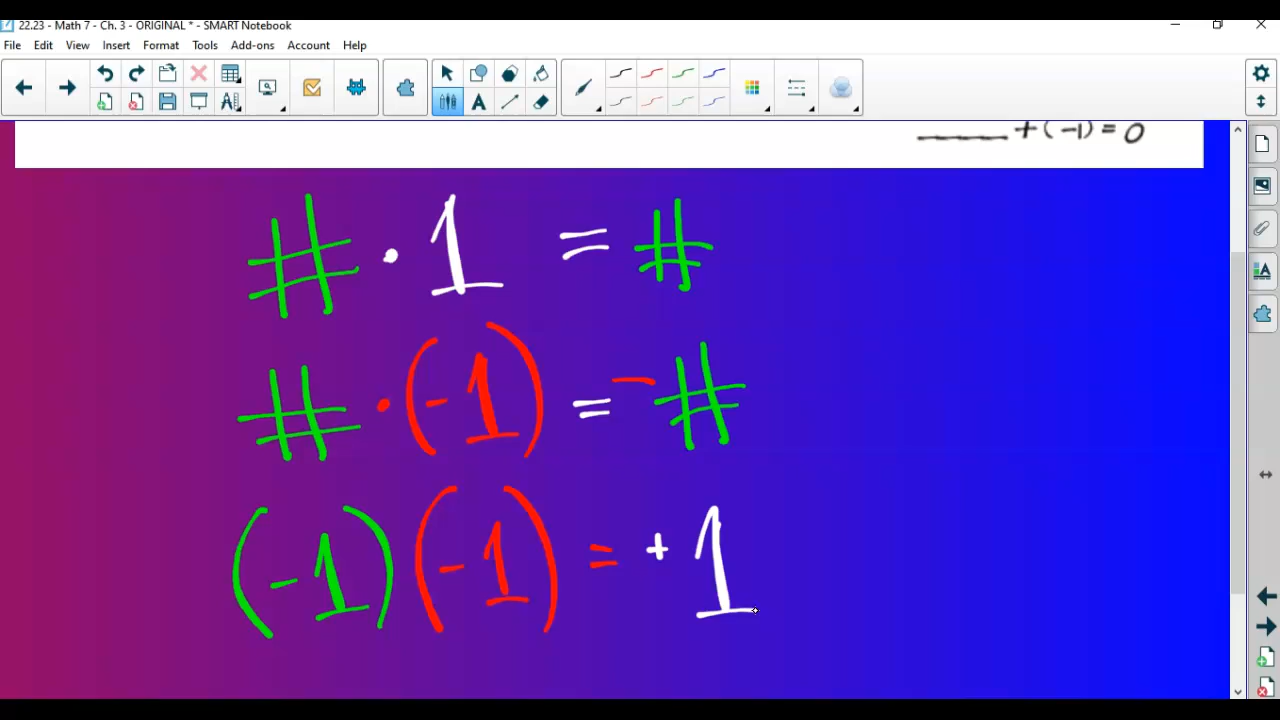 22.23 - Math 7 - Ch. 3 - ORIGINAL * - SMART Notebook
File Edit View Insert Format Tools Add-ons Account Help
____ + (-1) = 0
# · 1 = #
# · (-1) = -#
(-1)(-1) = +1